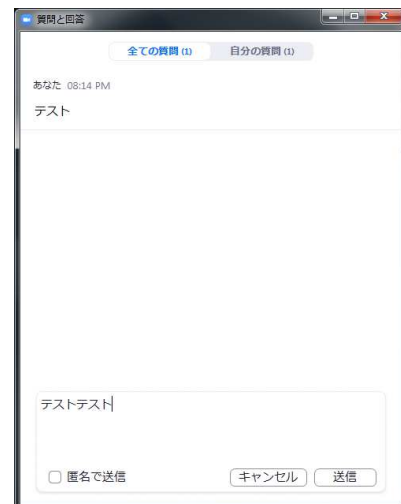 質問と回答
全ての質問 (1) 自分の質問 (1)
あなた 08:14 PM
テスト
テストテスト
匿名で送信 キャンセル 送信